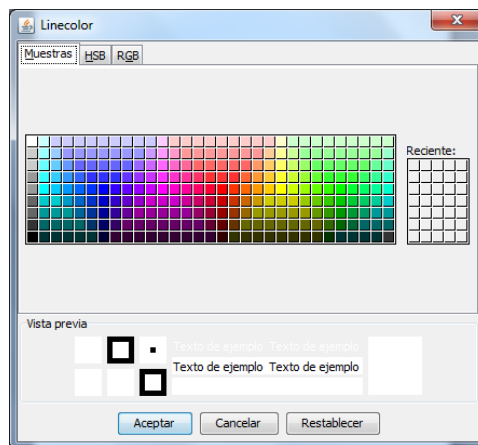 Linecolor
Muestras HSB RGB
Reciente:
Vista previa
Texto de ejemplo Texto de ejemplo
Texto de ejemplo Texto de ejemplo
Aceptar Cancelar Restablecer